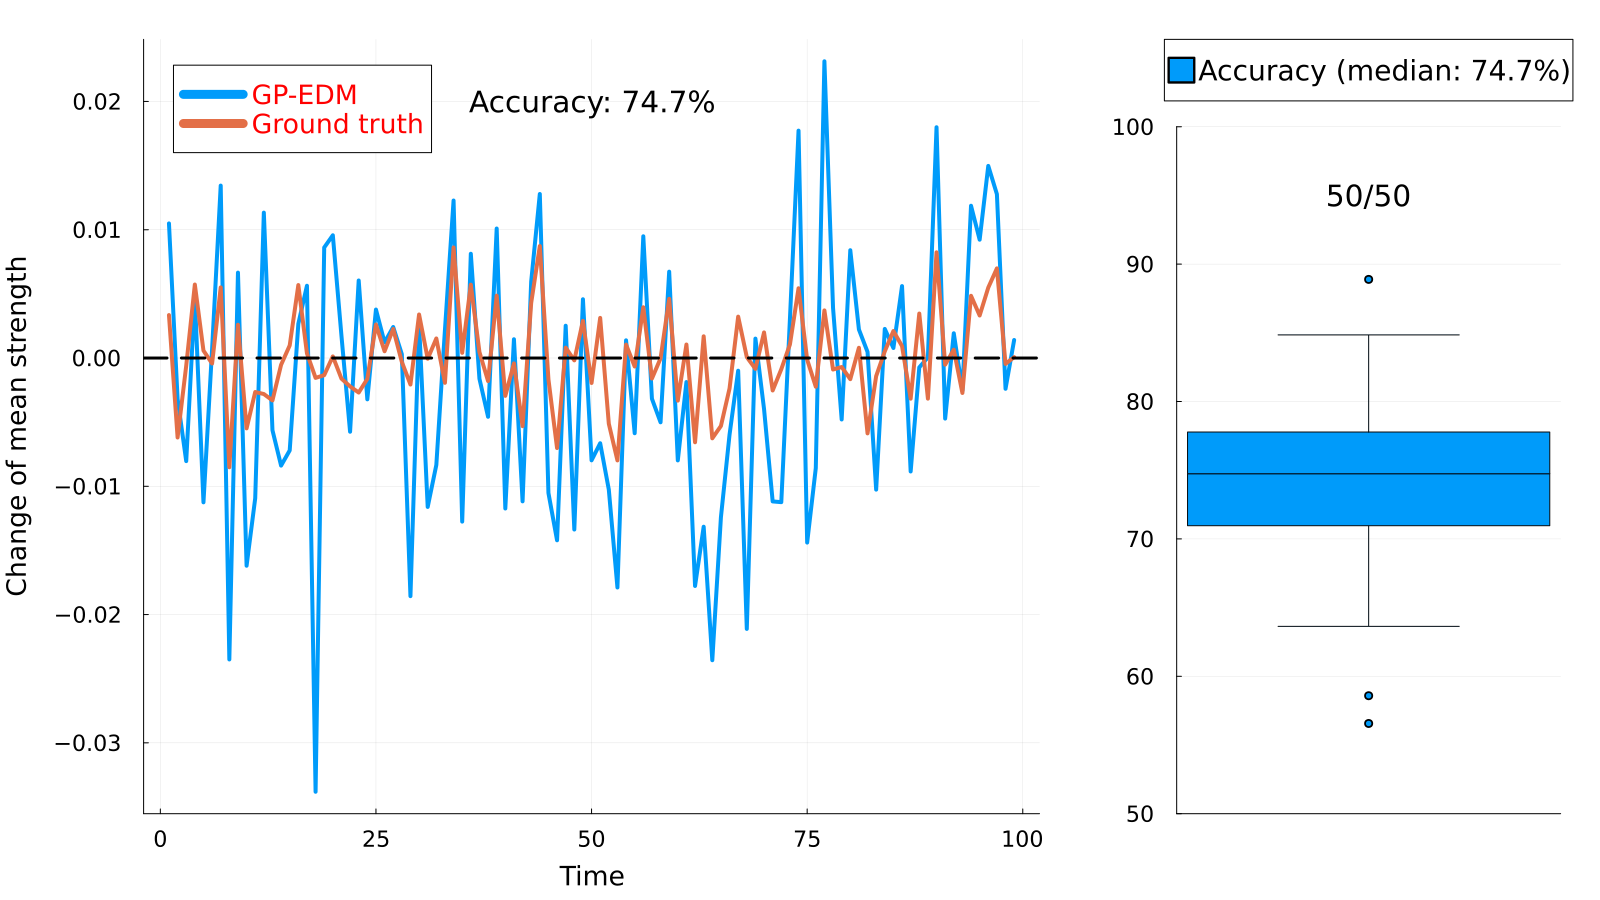 GP-EDM
Ground truth
Accuracy: 74.7%
Change of mean strength
0.02
0.01
0.00
−0.01
−0.02
−0.03
0 25 50 75 100
Time
Accuracy (median: 74.7%)
50/50
100
90
80
70
60
50